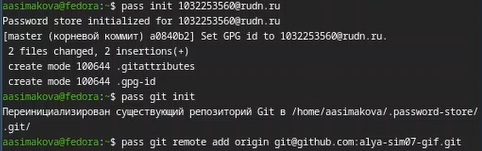 aasimakova@fedora:~$ pass init 1032253560@rudn.ru
Password store initialized for 1032253560@rudn.ru
[master (корневой коммит) a0840b2] Set GPG id to 1032253560@rudn.ru.
2 files changed, 2 insertions(+)
create mode 100644 .gitattributes
create mode 100644 .gpg-id
aasimakova@fedora:~$ pass git init
Переинициализирован существующий репозиторий Git в /home/aasimakova/.password-store/
.git/
aasimakova@fedora:~$ pass git remote add origin git@github.com:alya-sim07-gif.git